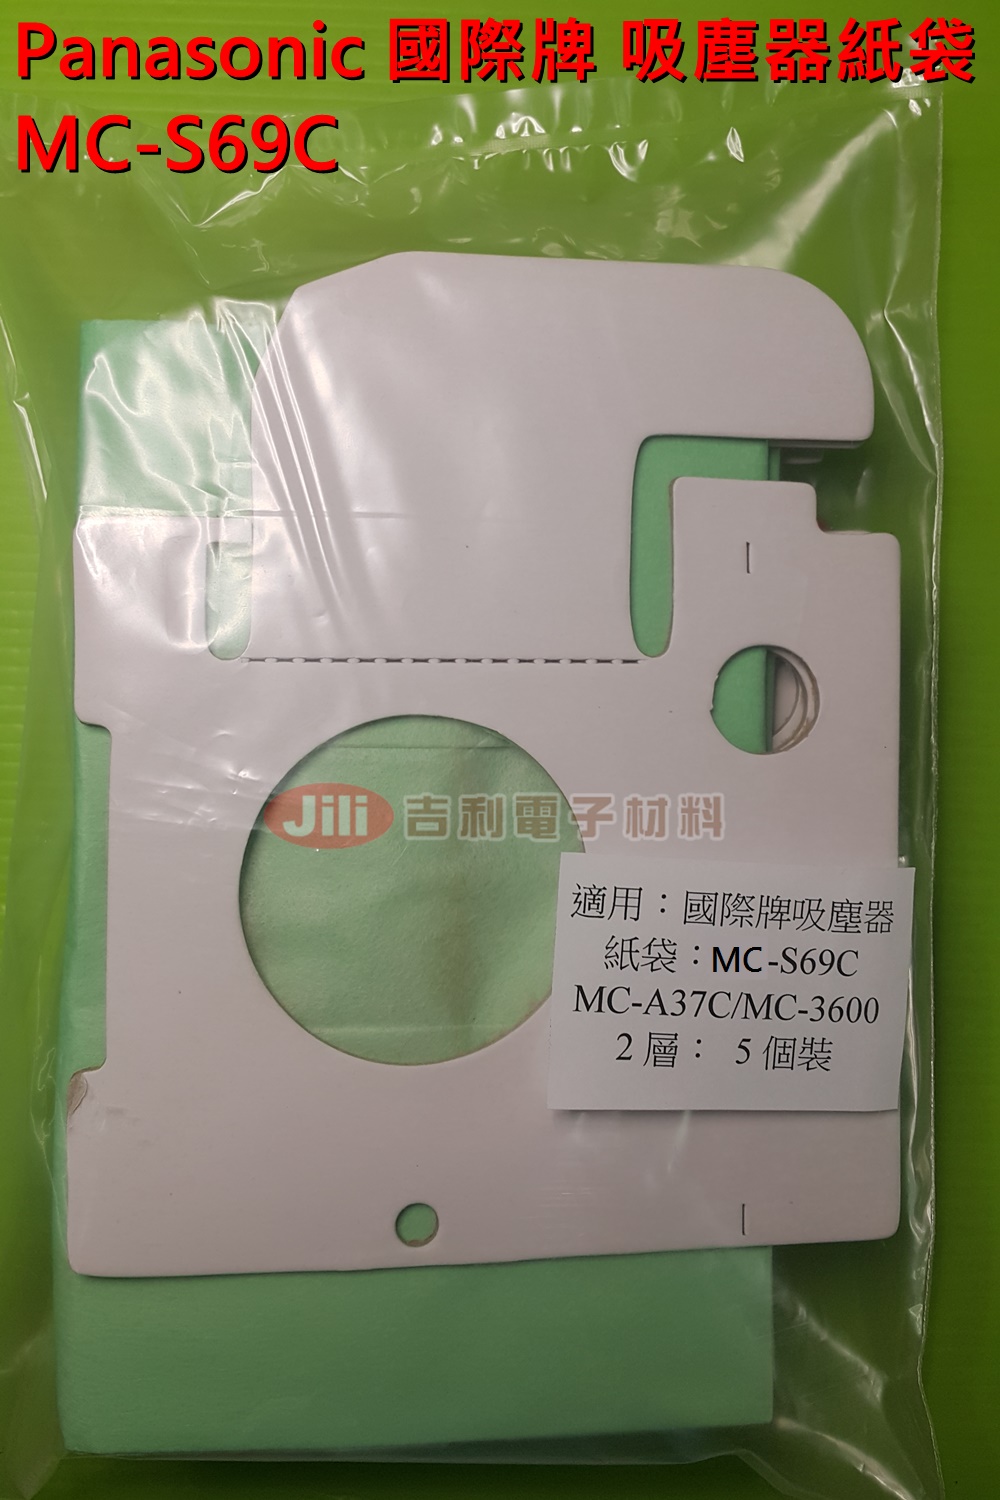 Panasonic 國際牌 吸塵器紙袋
MC-S69C
Jili 吉利電子材料
適用：國際牌吸塵器
紙袋：MC-S69C
MC-A37C/MC-3600
2層： 5個裝